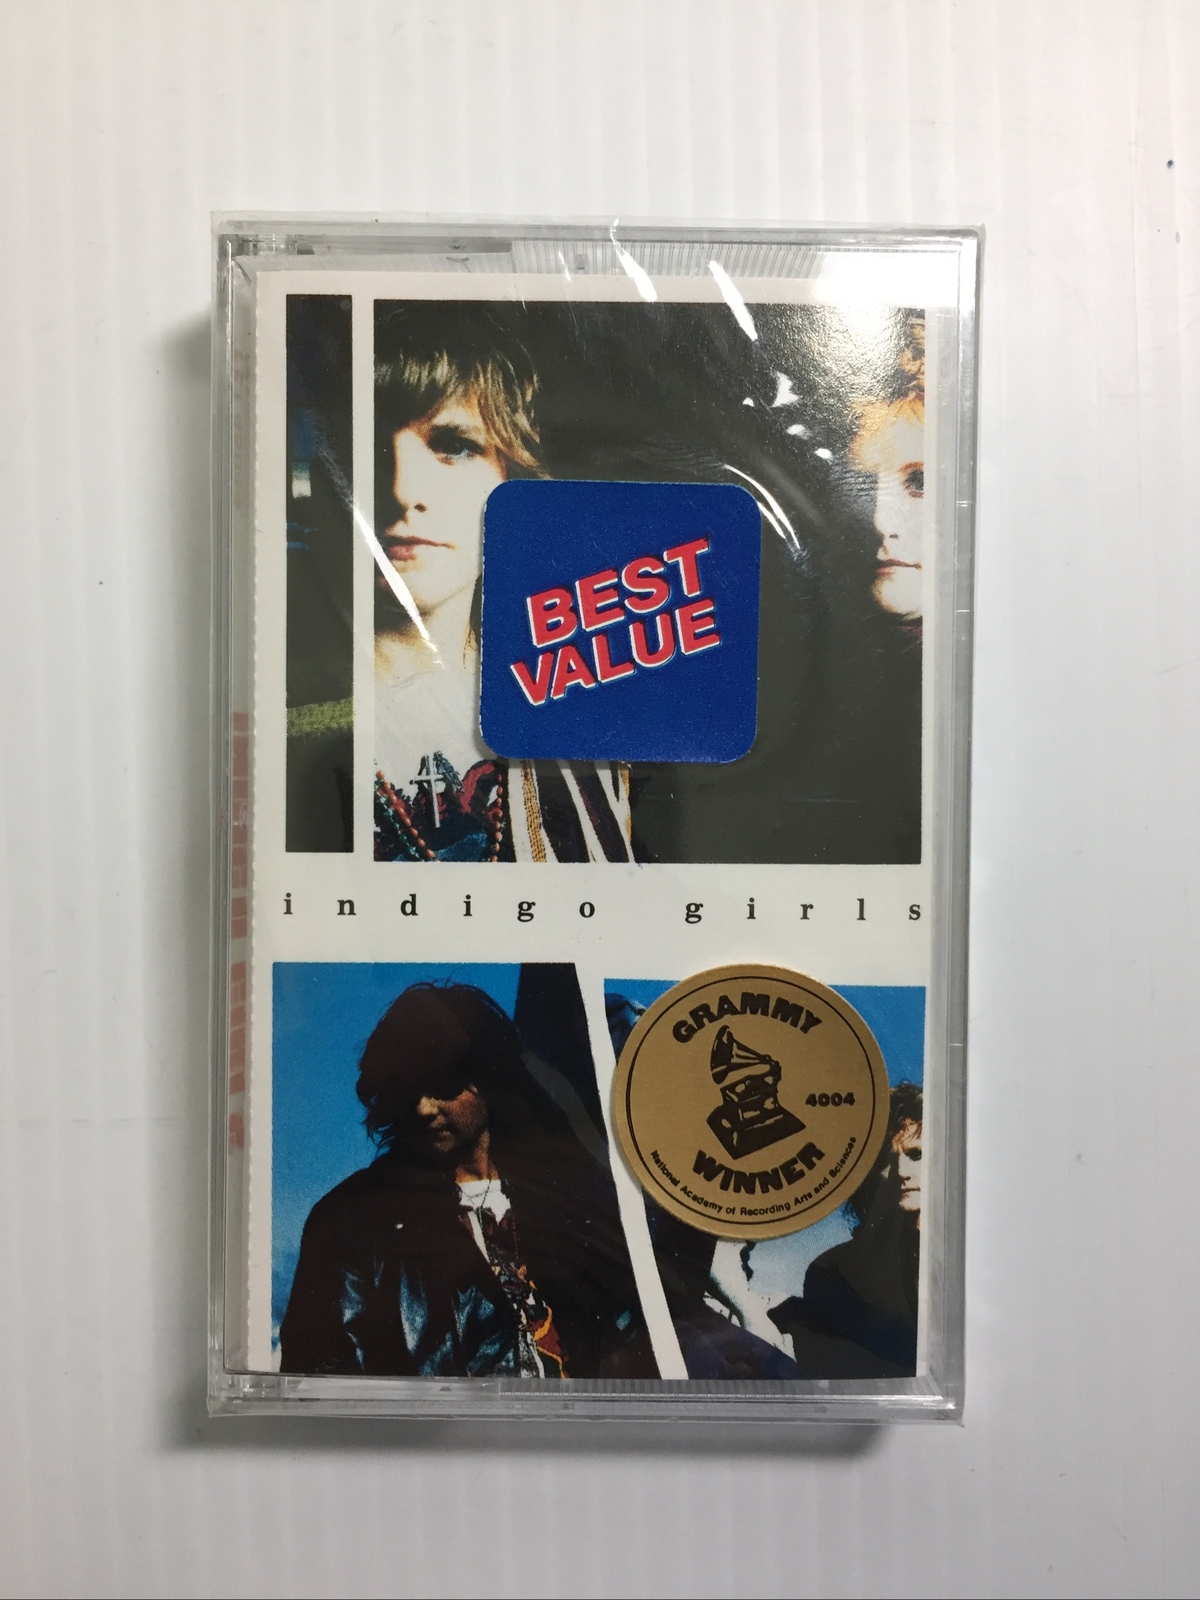 BEST
VALUE
indigo girls
GRAMMY
4004
WINNER
National Academy of Recording Arts and Sciences